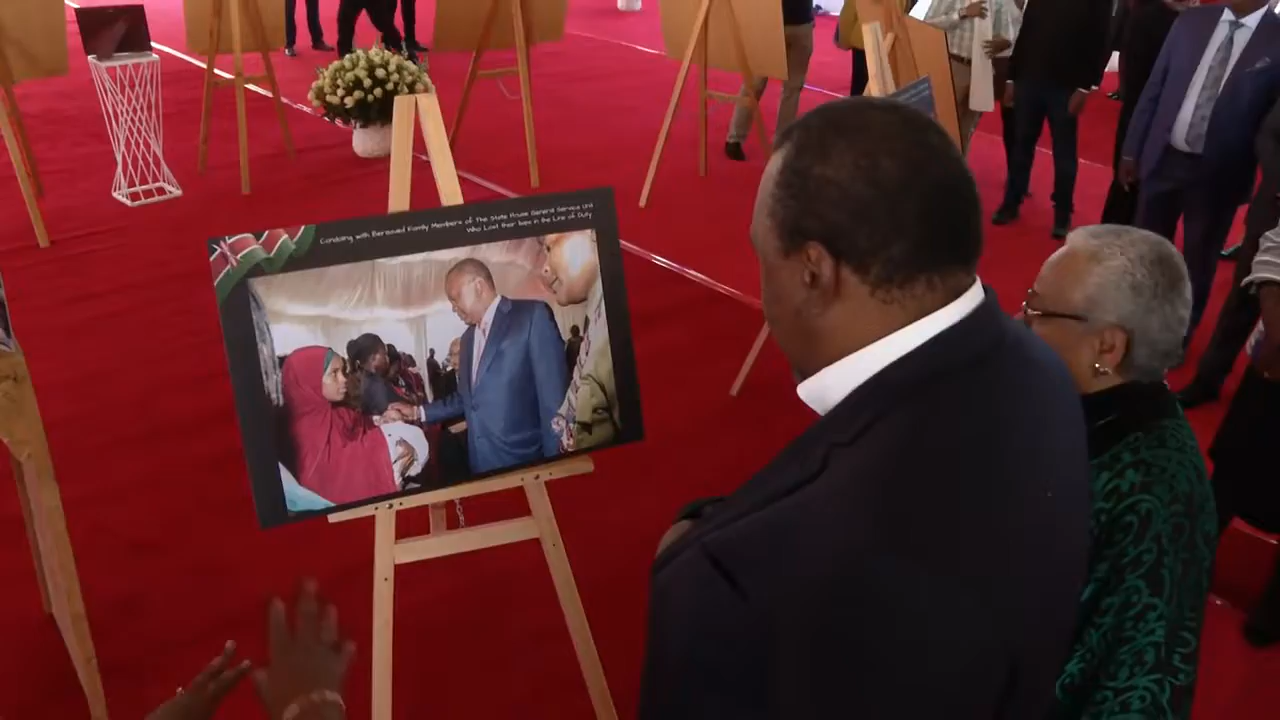 Condoling with Bereaved Family Members of The State House General Service Unit
Who Lost their lives in the Line of Duty